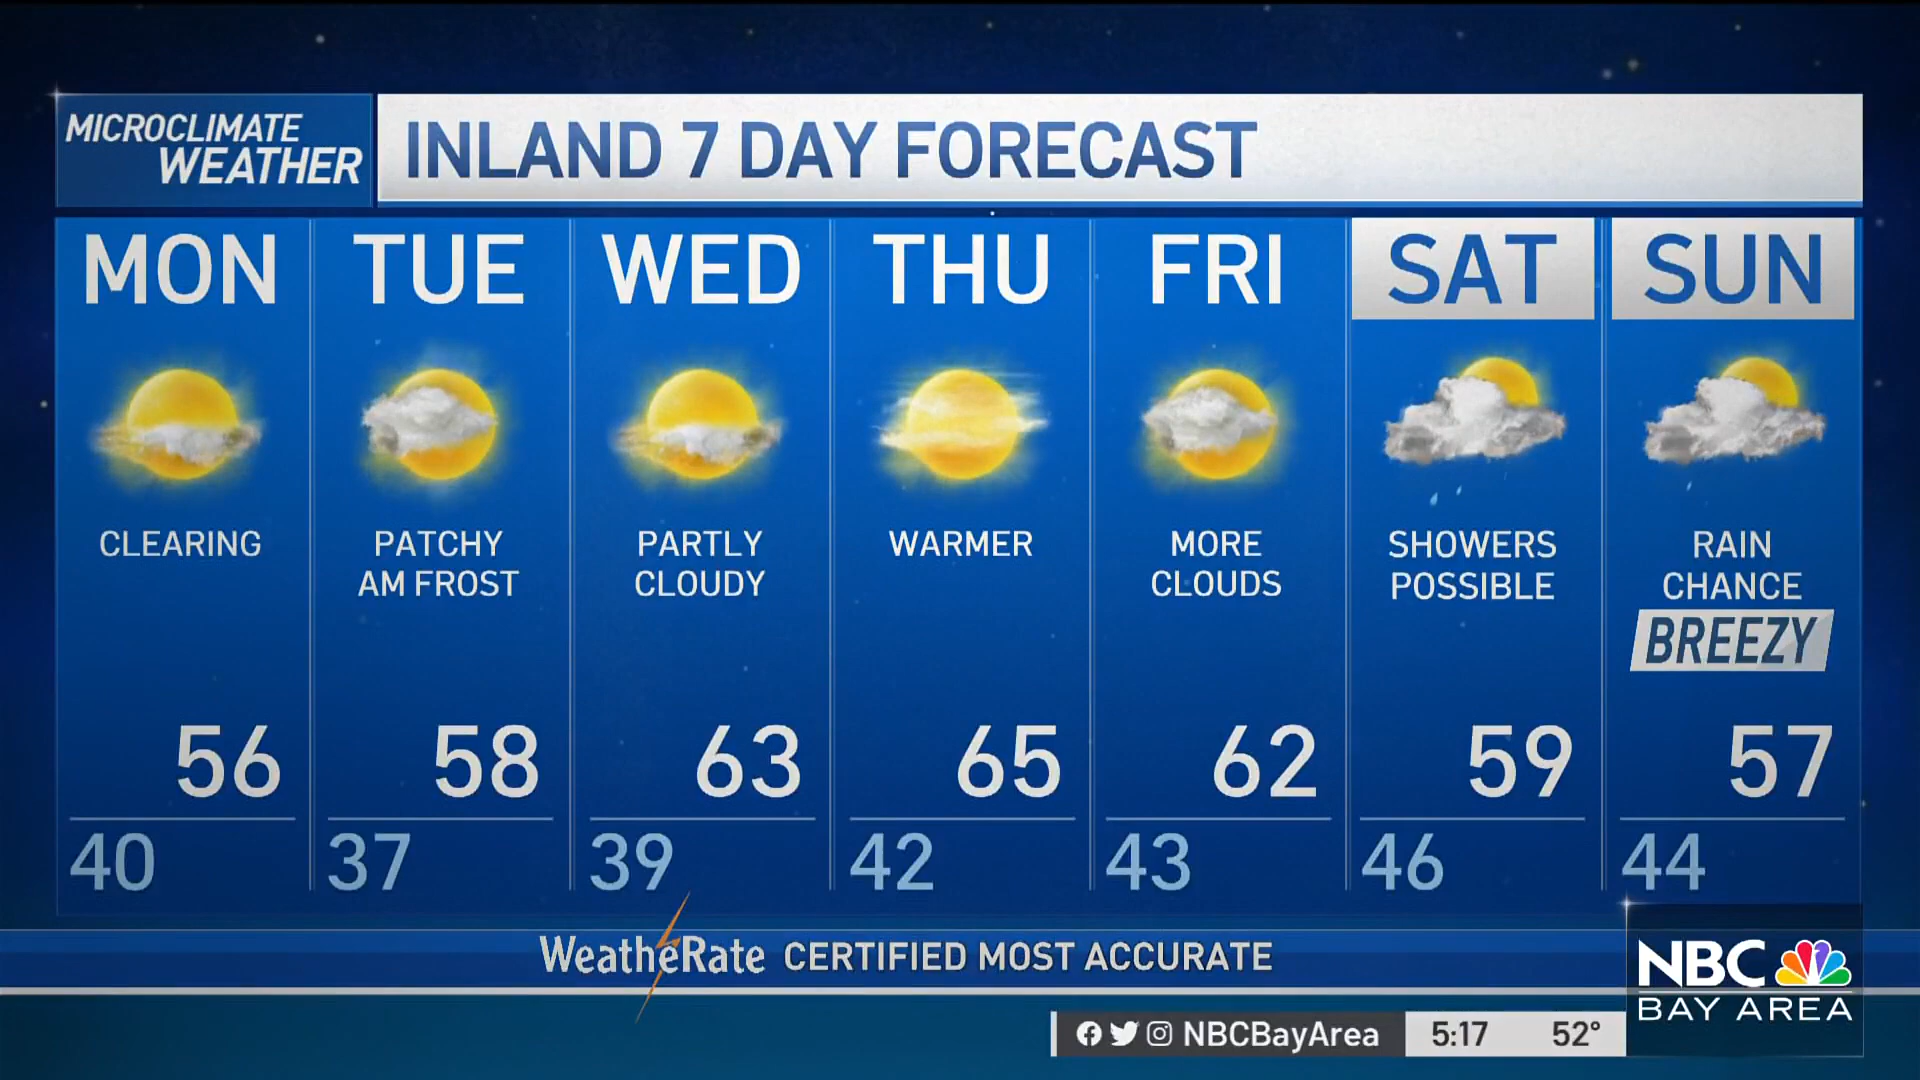 MICROCLIMATE
WEATHER
INLAND 7 DAY FORECAST
MON TUE WED THU FRI SAT SUN
CLEARING
PATCHY
AM FROST
PARTLY
CLOUDY
WARMER
MORE
CLOUDS
SHOWERS
POSSIBLE
RAIN
CHANCE
BREEZY
56 58 63 65 62 59 57
40 37 39 42 43 46 44
WeatheRate CERTIFIED MOST ACCURATE
NBC
BAY AREA
NBCBayArea 5:17 52°